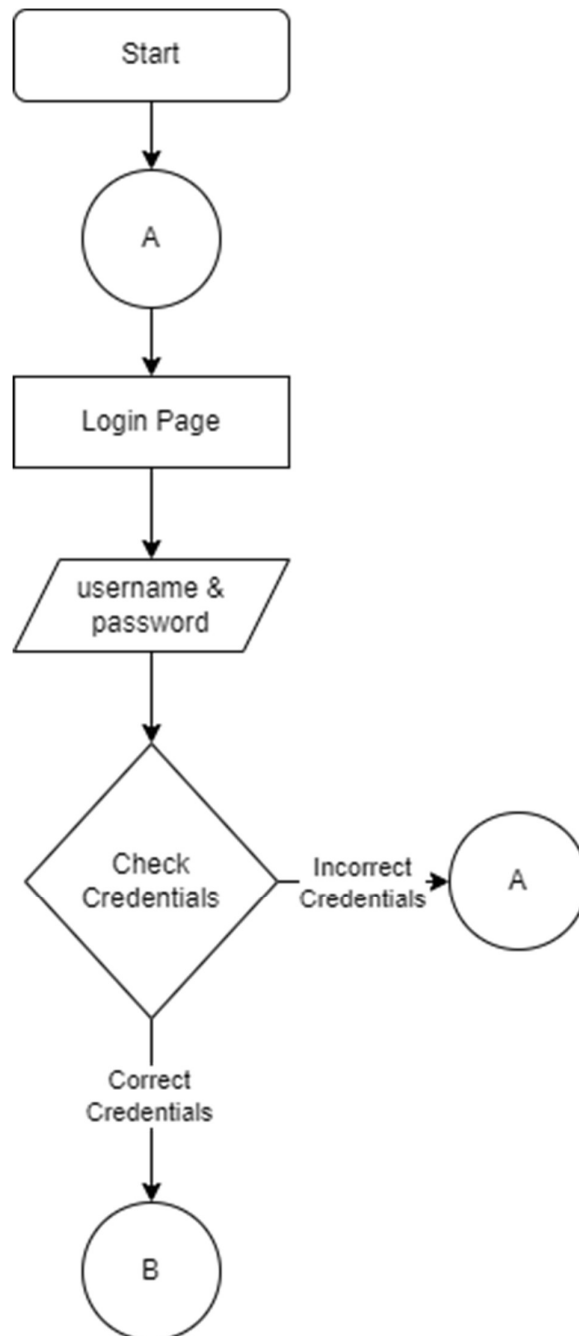 Start
A
Login Page
username &
password
Check
Credentials
Incorrect
Credentials
A
Correct
Credentials
B